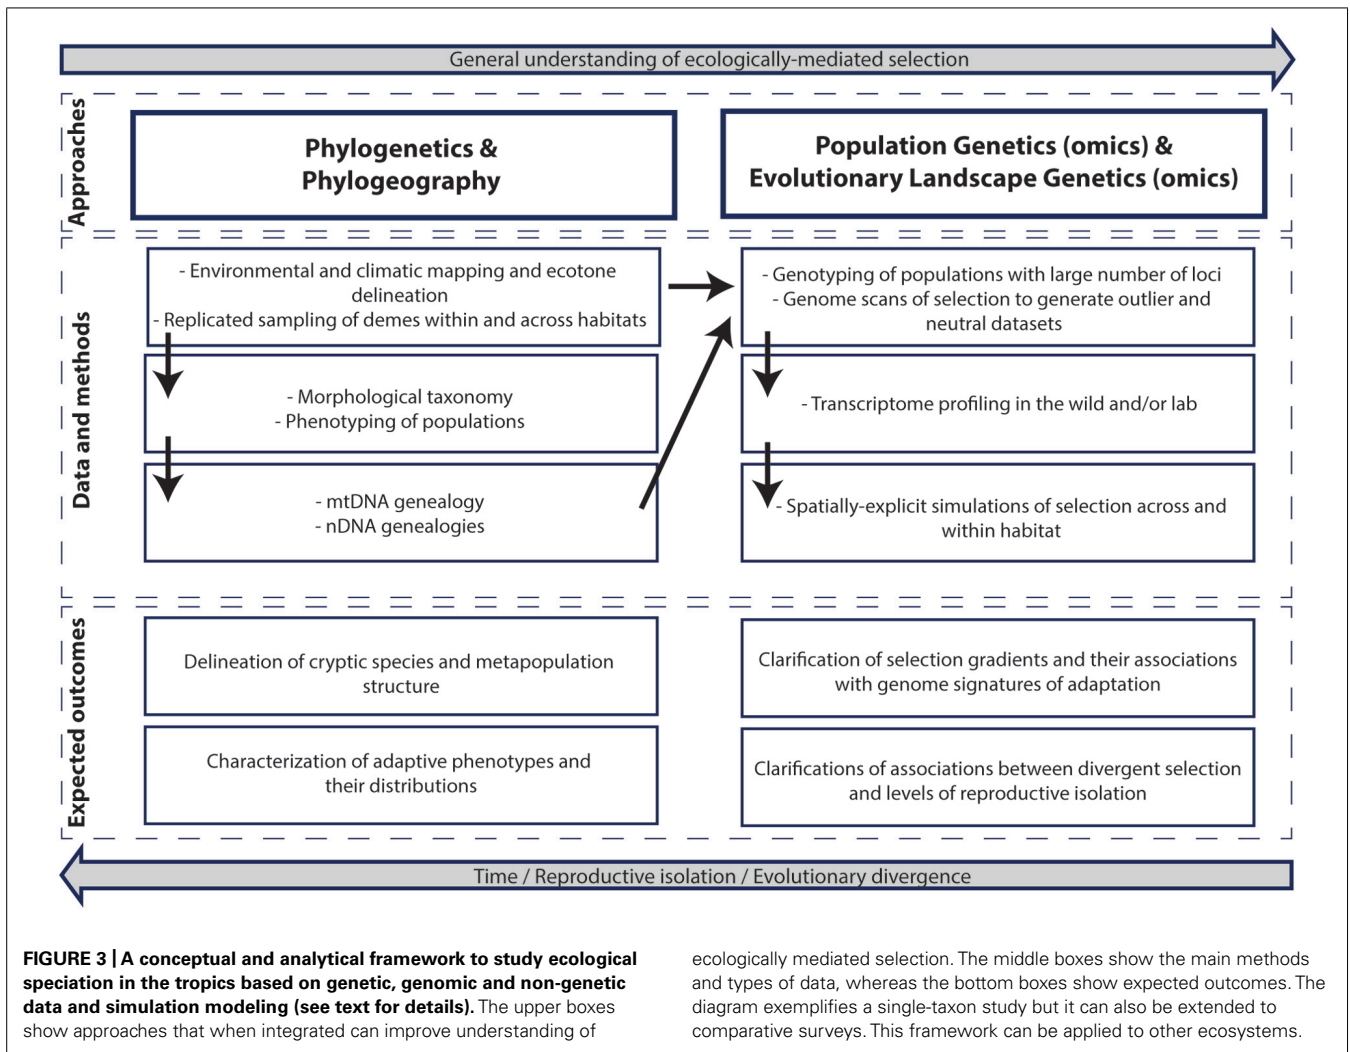 General understanding of ecologically-mediated selection
Approaches
Phylogenetics &
Phylogeography
Population Genetics (omics) &
Evolutionary Landscape Genetics (omics)
Data and methods
- Environmental and climatic mapping and ecotone
delineation
- Replicated sampling of demes within and across habitats
- Morphological taxonomy
- Phenotyping of populations
- mtDNA genealogy
- nDNA genealogies
- Genotyping of populations with large number of loci
- Genome scans of selection to generate outlier and
neutral datasets
- Transcriptome profiling in the wild and/or lab
- Spatially-explicit simulations of selection across and
within habitat
Expected outcomes
Delineation of cryptic species and metapopulation
structure
Characterization of adaptive phenotypes and
their distributions
Clarification of selection gradients and their associations
with genome signatures of adaptation
Clarifications of associations between divergent selection
and levels of reproductive isolation
Time / Reproductive isolation / Evolutionary divergence
FIGURE 3 | A conceptual and analytical framework to study ecological
speciation in the tropics based on genetic, genomic and non-genetic
data and simulation modeling (see text for details). The upper boxes
show approaches that when integrated can improve understanding of
ecologically mediated selection. The middle boxes show the main methods
and types of data, whereas the bottom boxes show expected outcomes. The
diagram exemplifies a single-taxon study but it can also be extended to
comparative surveys. This framework can be applied to other ecosystems.